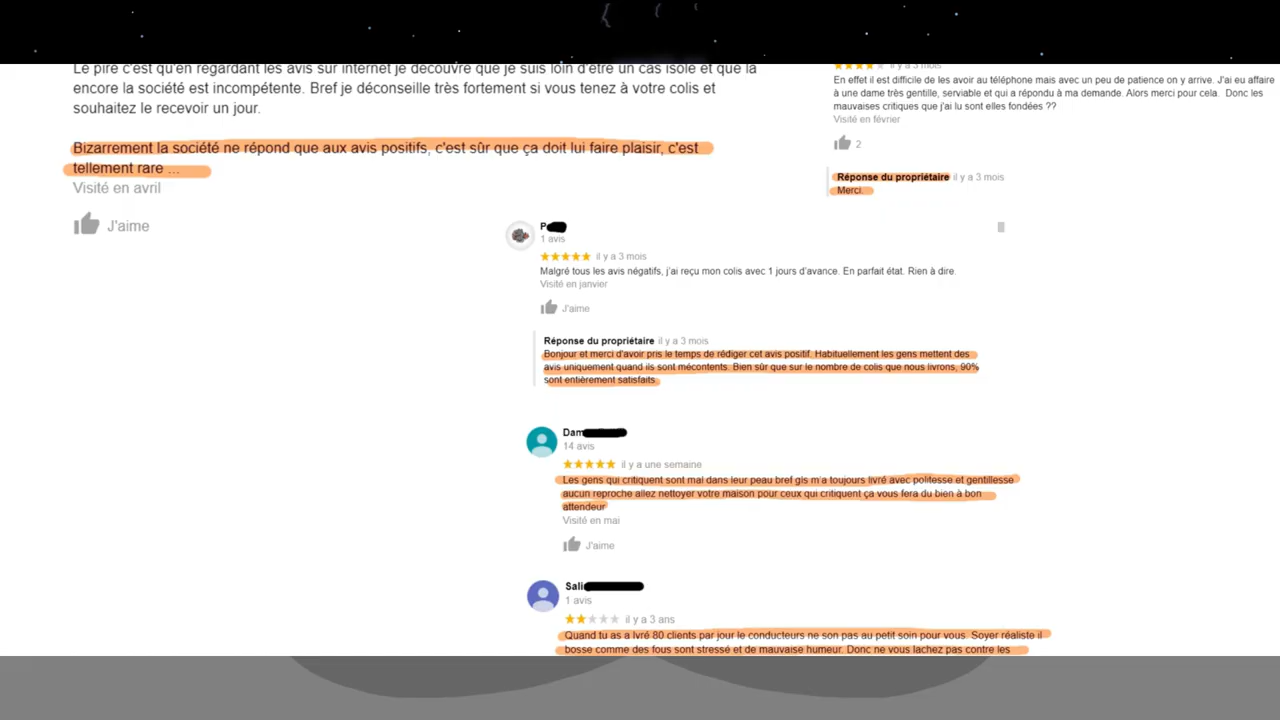 Le pire c'est qu'en regardant les avis sur internet je découvre que je suis loin d'être un cas isolé et que la
encore la société est incompétente. Bref je déconseille très fortement si vous tenez à votre colis et
souhaitez le recevoir un jour.
Bizarrement la société ne répond que aux avis positifs, c'est sûr que ça doit lui faire plaisir, c'est
tellement rare ...
Visité en avril
J'aime
il y a 3 mois
En effet il est difficile de les avoir au téléphone mais avec un peu de patience on y arrive. J'ai eu affaire
à une dame très gentille, serviable et qui a répondu à ma demande. Alors merci pour cela. Donc les
mauvaises critiques que j'ai lu sont elles fondées ??
Visité en février
2
Réponse du propriétaire il y a 3 mois
Merci.
P
1 avis
il y a 3 mois
Malgré tous les avis négatifs, j'ai reçu mon colis avec 1 jours d'avance. En parfait état. Rien à dire.
Visité en janvier
J'aime
Réponse du propriétaire il y a 3 mois
Bonjour et merci d'avoir pris le temps de rédiger cet avis positif. Habituellement les gens mettent des
avis uniquement quand ils sont mécontents. Bien sûr que sur le nombre de colis que nous livrons, 90%
sont entièrement satisfaits.
Dam
14 avis
il y a une semaine
Les gens qui critiquent sont mal dans leur peau bref gls m'a toujours livré avec politesse et gentillesse
aucun reproche allez nettoyer votre maison pour ceux qui critiquent ça vous fera du bien à bon
attendeur
Visité en mai
J'aime
Sali
1 avis
il y a 3 ans
Quand tu as a lvré 80 clients par jour le conducteurs ne son pas au petit soin pour vous. Soyer réaliste il
bosse comme des fous sont stressé et de mauvaise humeur. Donc ne vous lachez pas contre les